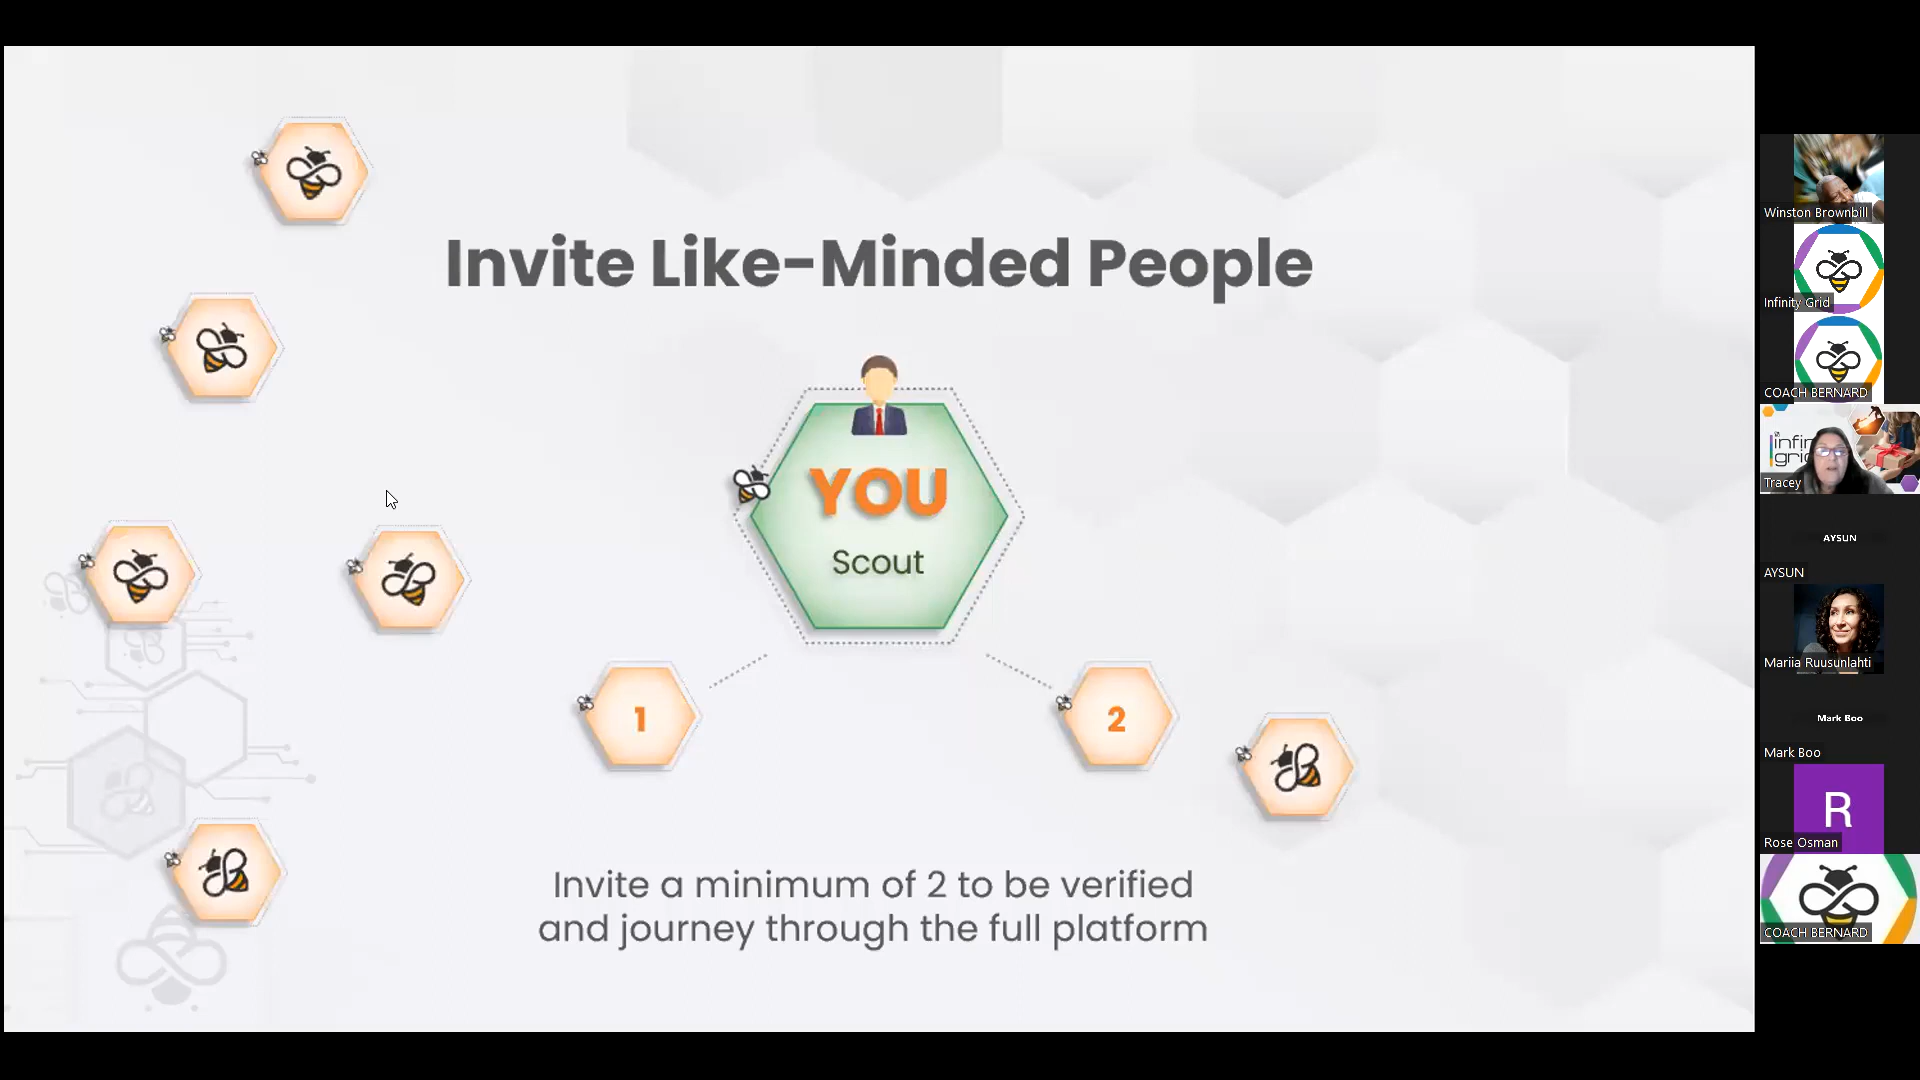 Invite Like-Minded People
YOU
Scout
1
2
Invite a minimum of 2 to be verified
and journey through the full platform
Winston Brownbill
Infinity Grid
COACH BERNARD
Tracey
AYSUN
AYSUN
Mariia Ruusunlahti
Mark Boo
Mark Boo
R
Rose Osman
COACH BERNARD